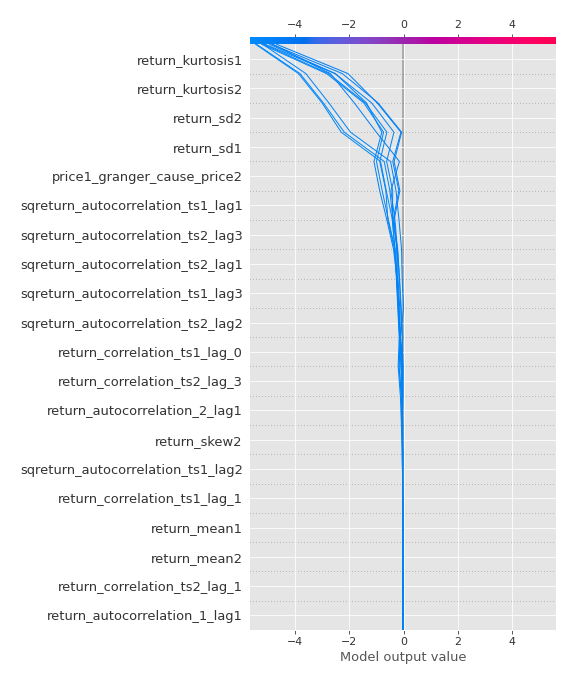 −4 −2 0 2 4
return_kurtosis1
return_kurtosis2
return_sd2
return_sd1
price1_granger_cause_price2
sqreturn_autocorrelation_ts1_lag1
sqreturn_autocorrelation_ts2_lag3
sqreturn_autocorrelation_ts2_lag1
sqreturn_autocorrelation_ts1_lag3
sqreturn_autocorrelation_ts2_lag2
return_correlation_ts1_lag_0
return_correlation_ts2_lag_3
return_autocorrelation_2_lag1
return_skew2
sqreturn_autocorrelation_ts1_lag2
return_correlation_ts1_lag_1
return_mean1
return_mean2
return_correlation_ts2_lag_1
return_autocorrelation_1_lag1
−4 −2 0 2 4
Model output value